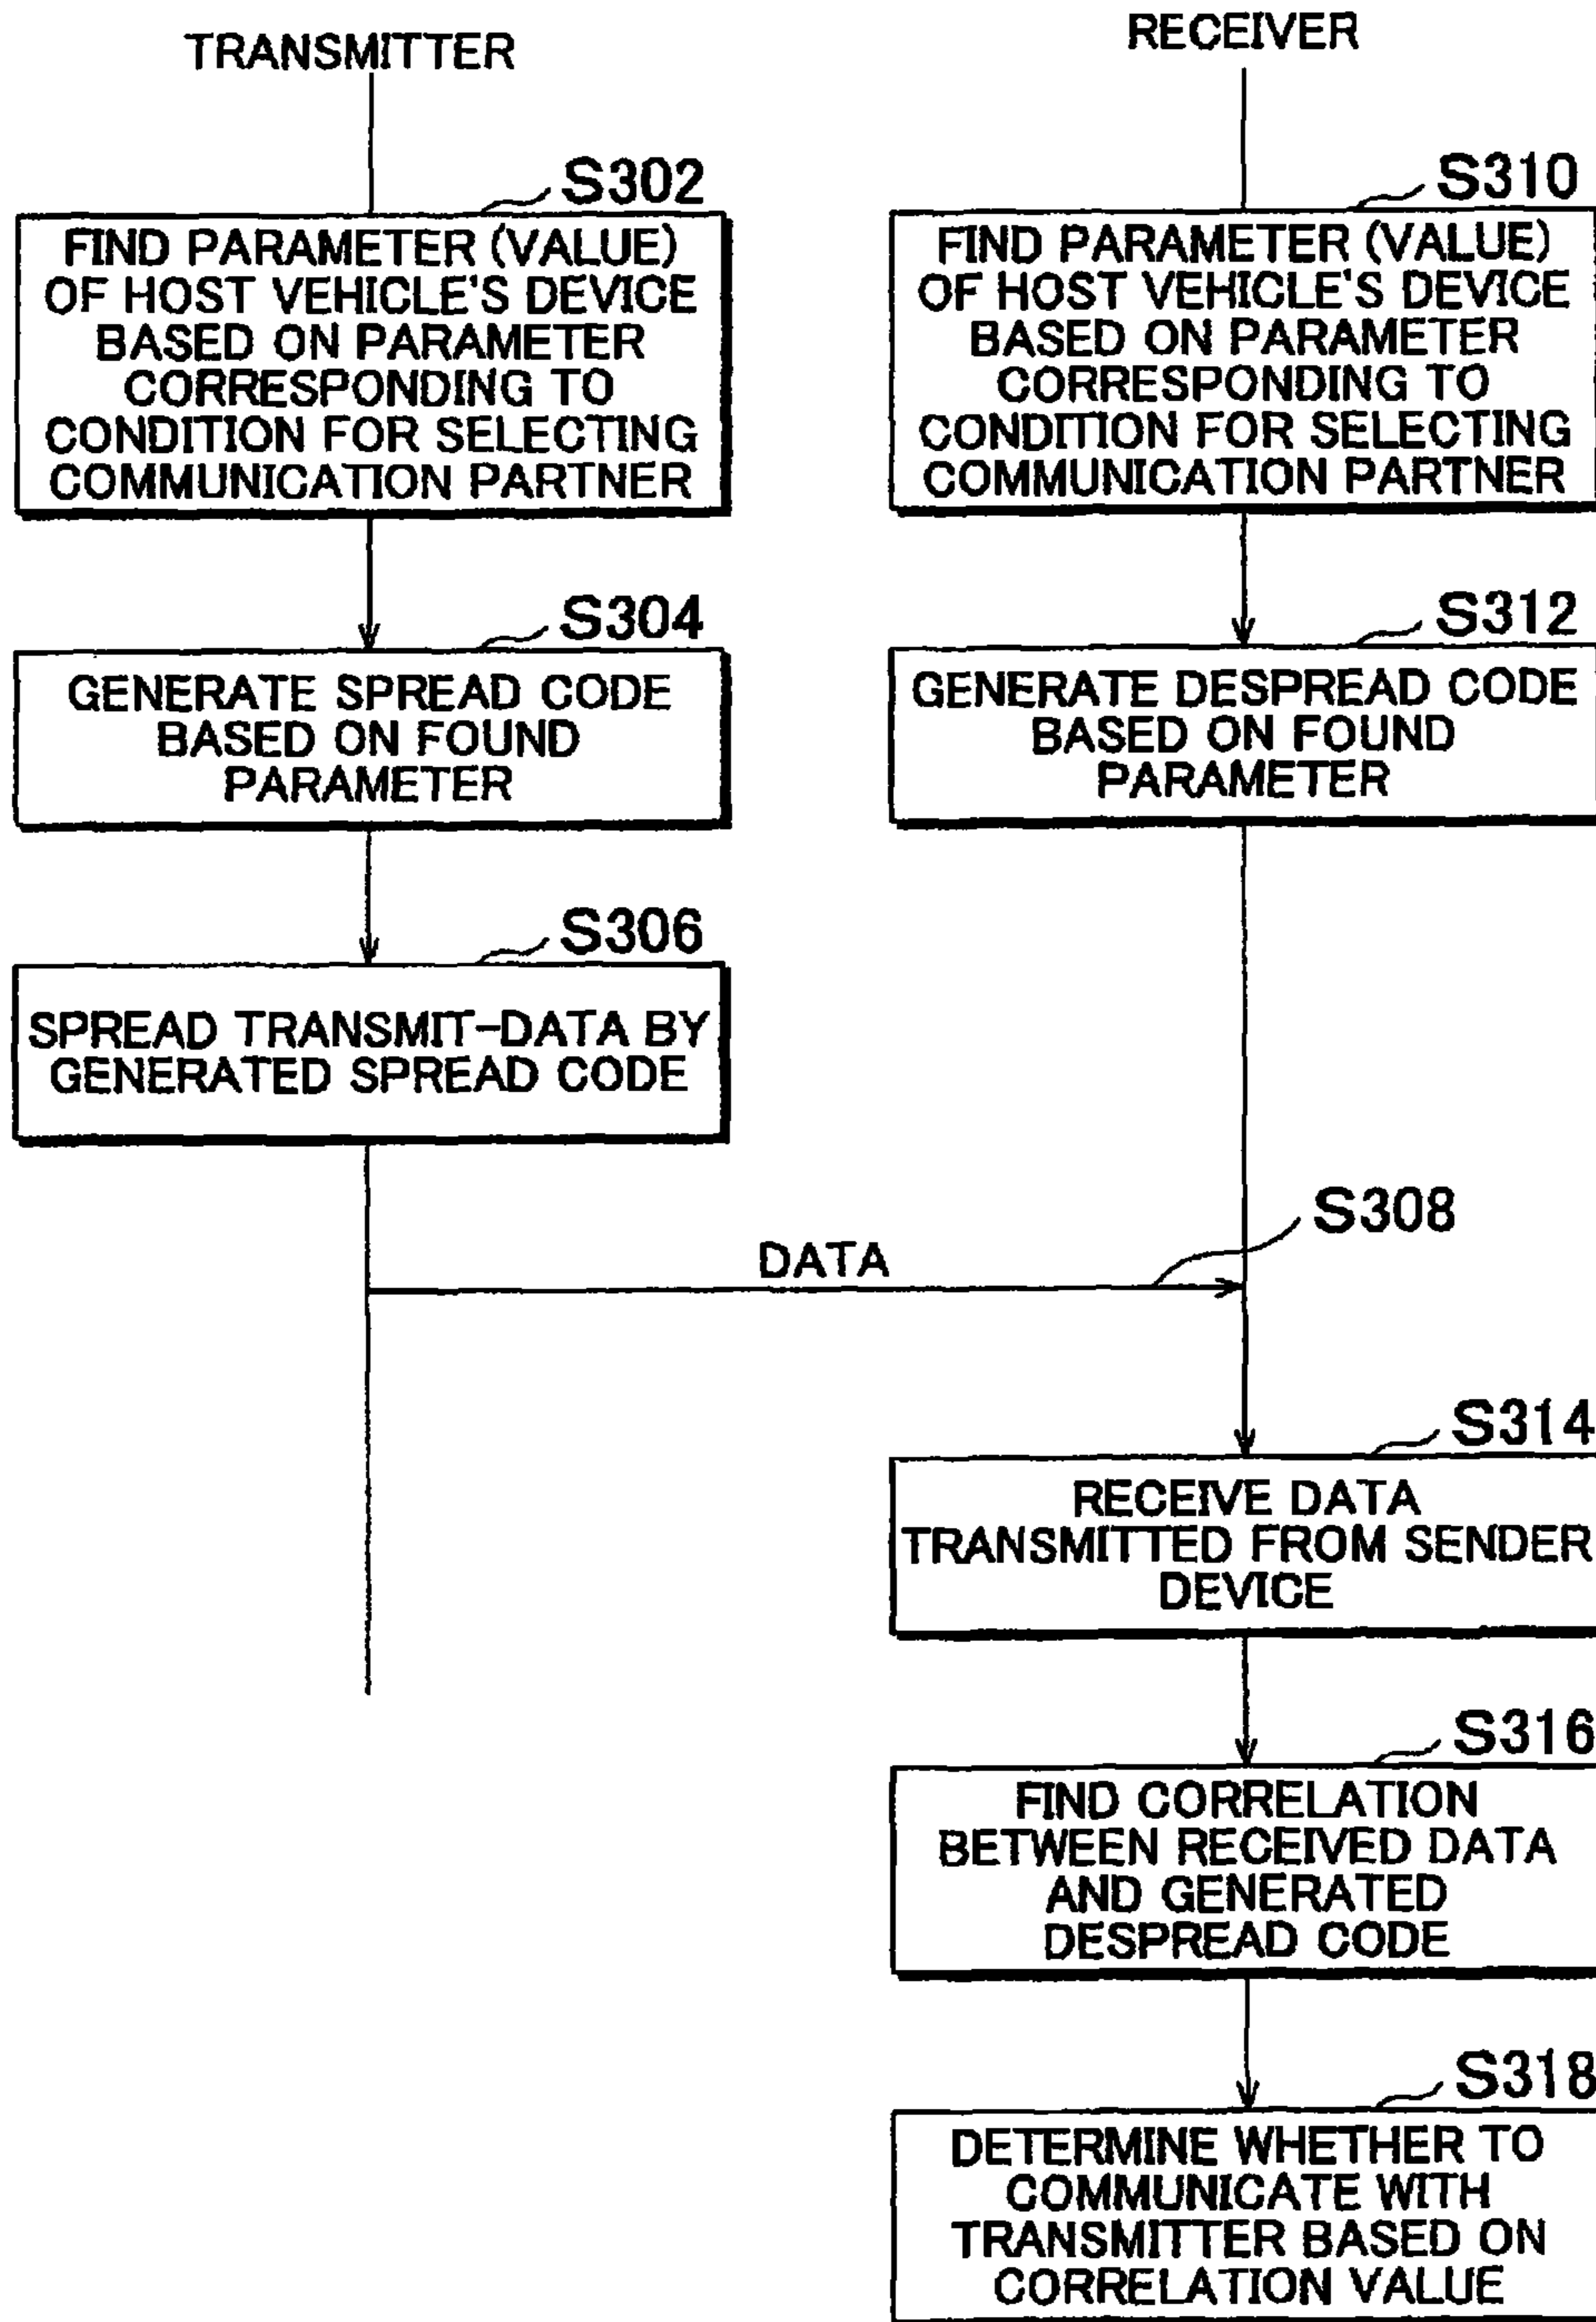 TRANSMITTER
S302
FIND PARAMETER (VALUE)
OF HOST VEHICLE'S DEVICE
BASED ON PARAMETER
CORRESPONDING TO
CONDITION FOR SELECTING
COMMUNICATION PARTNER
S304
GENERATE SPREAD CODE
BASED ON FOUND
PARAMETER
S306
SPREAD TRANSMIT-DATA BY
GENERATED SPREAD CODE
DATA
S308
RECEIVER
S310
FIND PARAMETER (VALUE)
OF HOST VEHICLE'S DEVICE
BASED ON PARAMETER
CORRESPONDING TO
CONDITION FOR SELECTING
COMMUNICATION PARTNER
S312
GENERATE DESPREAD CODE
BASED ON FOUND
PARAMETER
S314
RECEIVE DATA
TRANSMITTED FROM SENDER
DEVICE
S316
FIND CORRELATION
BETWEEN RECEIVED DATA
AND GENERATED
DESPREAD CODE
S318
DETERMINE WHETHER TO
COMMUNICATE WITH
TRANSMITTER BASED ON
CORRELATION VALUE